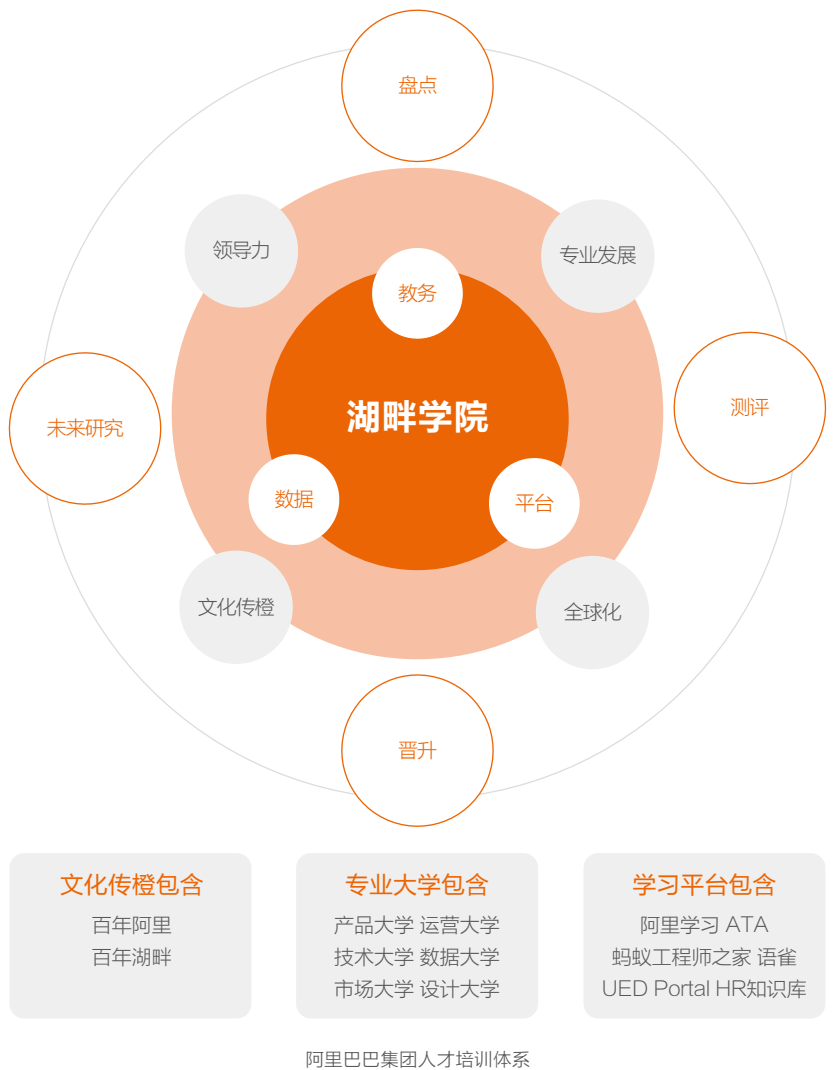 盘点
领导力
专业发展
教务
湖畔学院
未来研究
测评
数据
平台
文化传橙
全球化
晋升
文化传橙包含
百年阿里
百年湖畔
专业大学包含
产品大学 运营大学
技术大学 数据大学
市场大学 设计大学
学习平台包含
阿里学习 ATA
蚂蚁工程师之家 语雀
UED Portal HR知识库
阿里巴巴集团人才培训体系